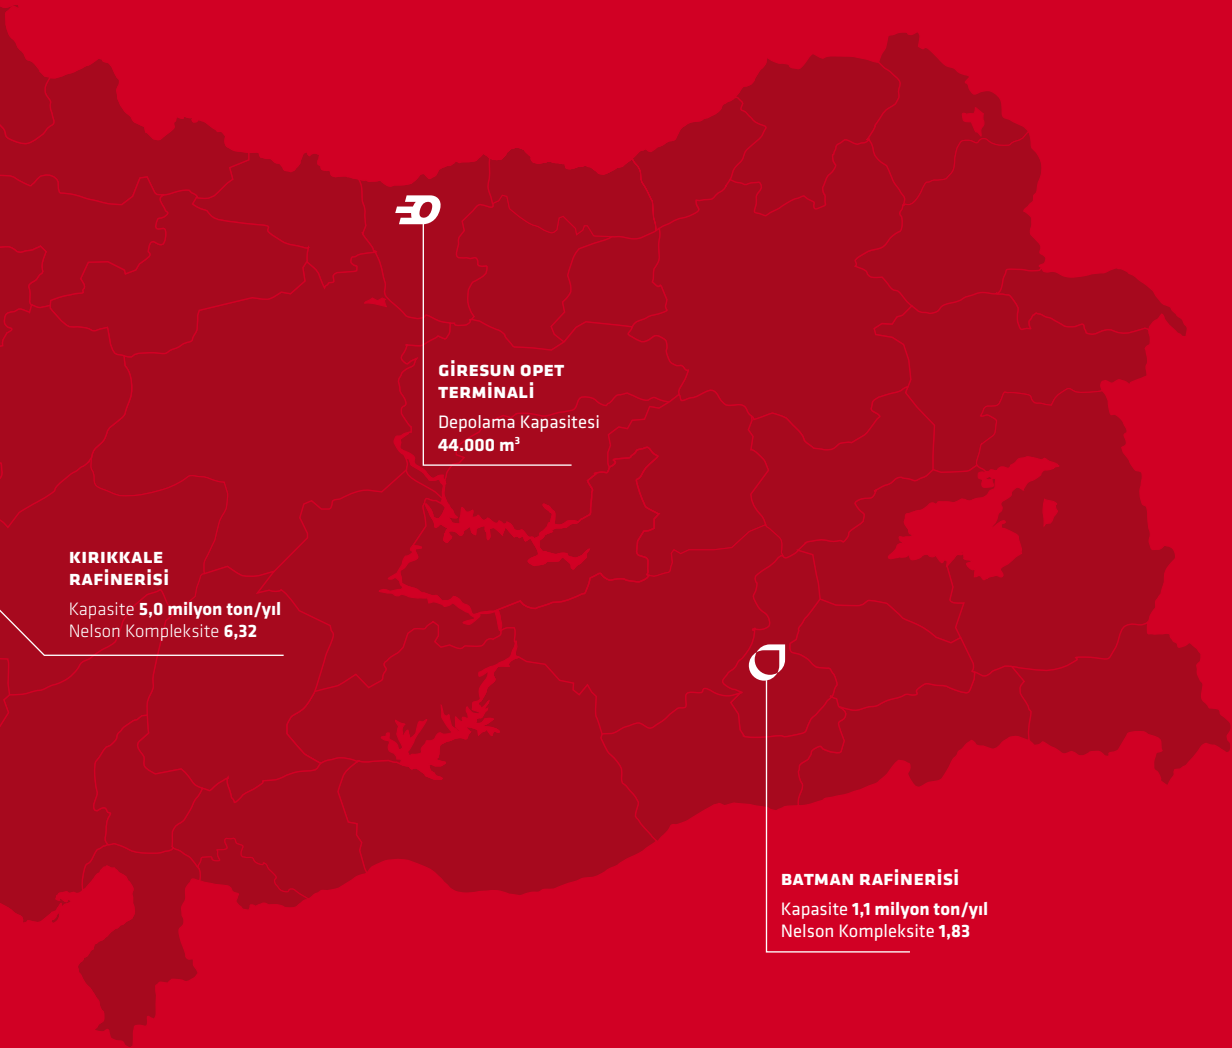 GİRESUN OPET
TERMİNALİ
Depolama Kapasitesi
44.000 m³
KIRIKKALE
RAFİNERİSİ
Kapasite 5,0 milyon ton/yıl
Nelson Kompleksite 6,32
BATMAN RAFİNERİSİ
Kapasite 1,1 milyon ton/yıl
Nelson Kompleksite 1,83